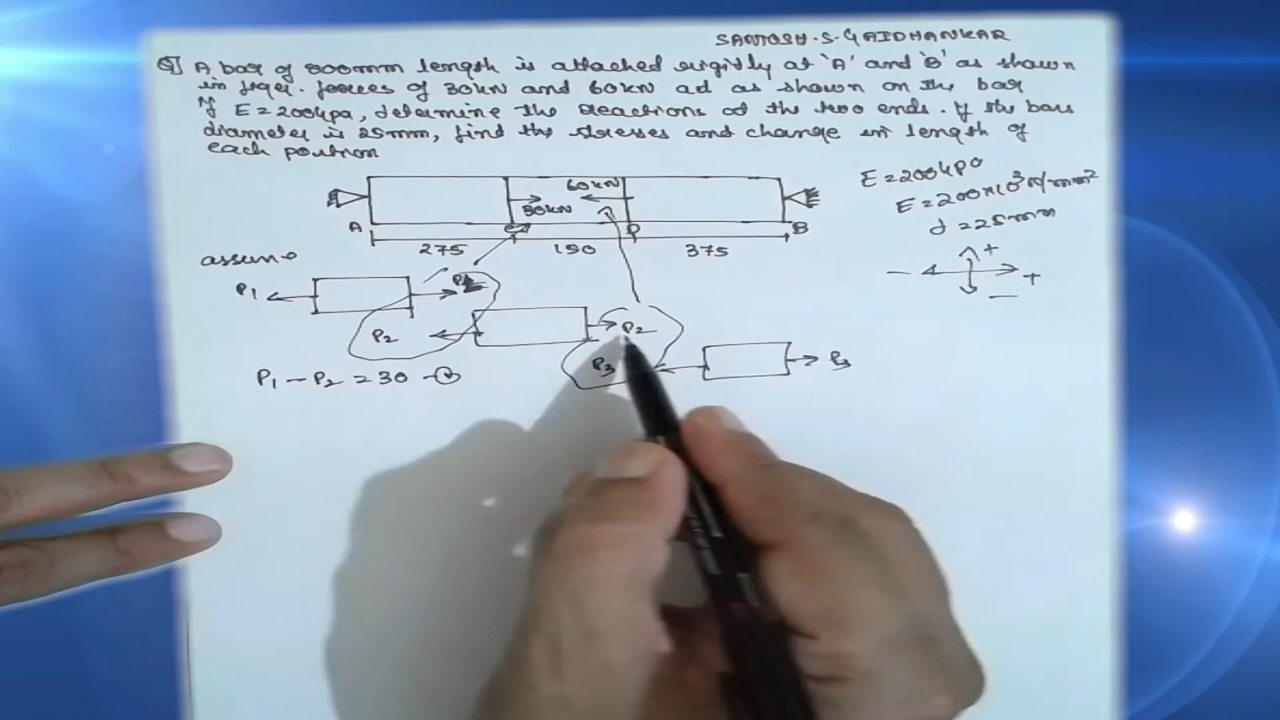 SANTOSH.S.GAIDHANKAR
Q] A bar of 800mm length is attached rigidly at 'A' and 'B' as shown
in figer. forces of 30kN and 60kN act as shown on the bar
If E = 200Gpa, determine the reactions at the two ends. If the bars
diameter is 25mm, find the stresses and change in length of
each portion
60kN
30kN
A C D B
275 150 375
E = 200Gpa
E = 200×10³ N/mm²
d = 25mm
+
- +
-
assume
P₁ P₁
P₂ P₂
P₃ P₃
P₁ - P₂ = 30